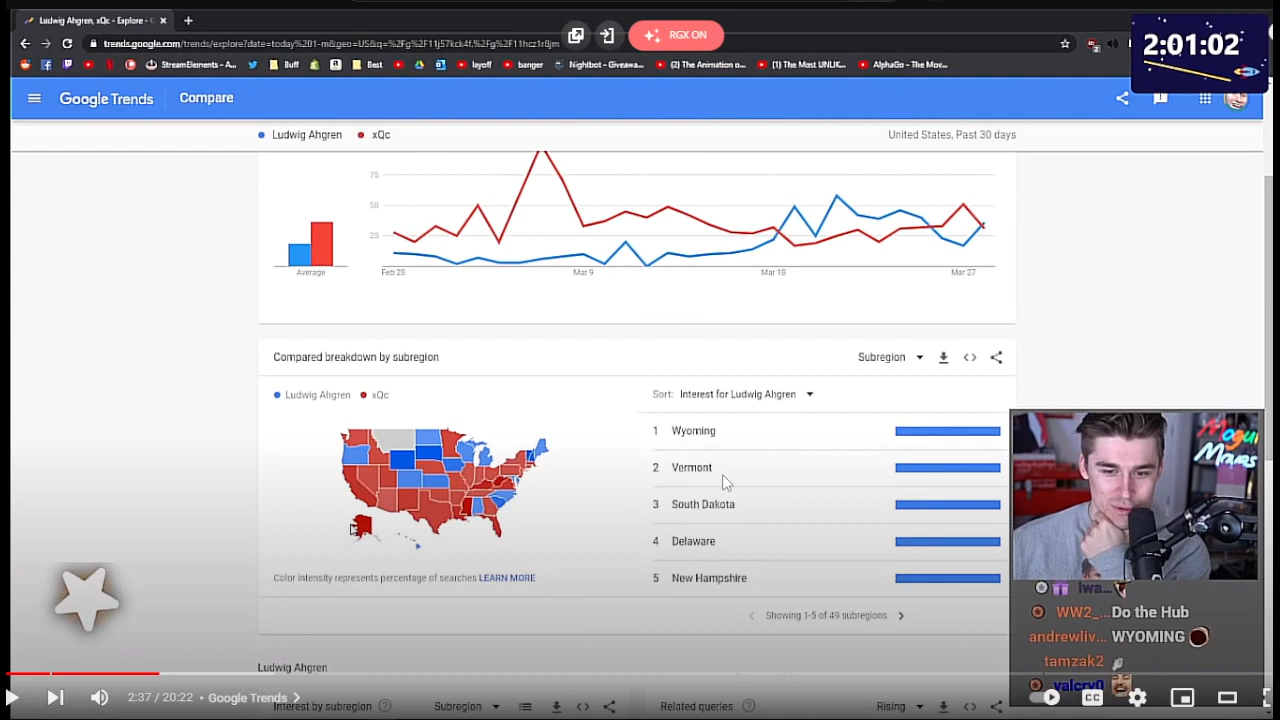 Ludwig Ahgren, xQc - Explore - G
2:01:02
RGX ON
trends.google.com/trends/explore?date=today%201-m&geo=US&q=%2Fg%2F11j57kck4f,%2Fg%2F11hcz1r8jm
StreamElements - A... Buff Best layoff banger Nightbot - Giveawa... (2) The Animation o... (1) The Most UNLIK... AlphaGo - The Mov...
Google Trends Compare
Ludwig Ahgren xQc United States, Past 30 days
75
50
25
Average Feb 28 Mar 9 Mar 18 Mar 27
Compared breakdown by subregion Subregion
Ludwig Ahgren xQc Sort: Interest for Ludwig Ahgren
1 Wyoming
2 Vermont
3 South Dakota
4 Delaware
5 New Hampshire
Color intensity represents percentage of searches LEARN MORE
Showing 1-5 of 49 subregions
Mogul
Moves
iwa...
WW2_... Do the Hub
andrewliv... WYOMING
tamzak2
valcry0
Ludwig Ahgren
2:37 / 20:22 • Google Trends
CC
Interest by subregion Subregion Related queries Rising